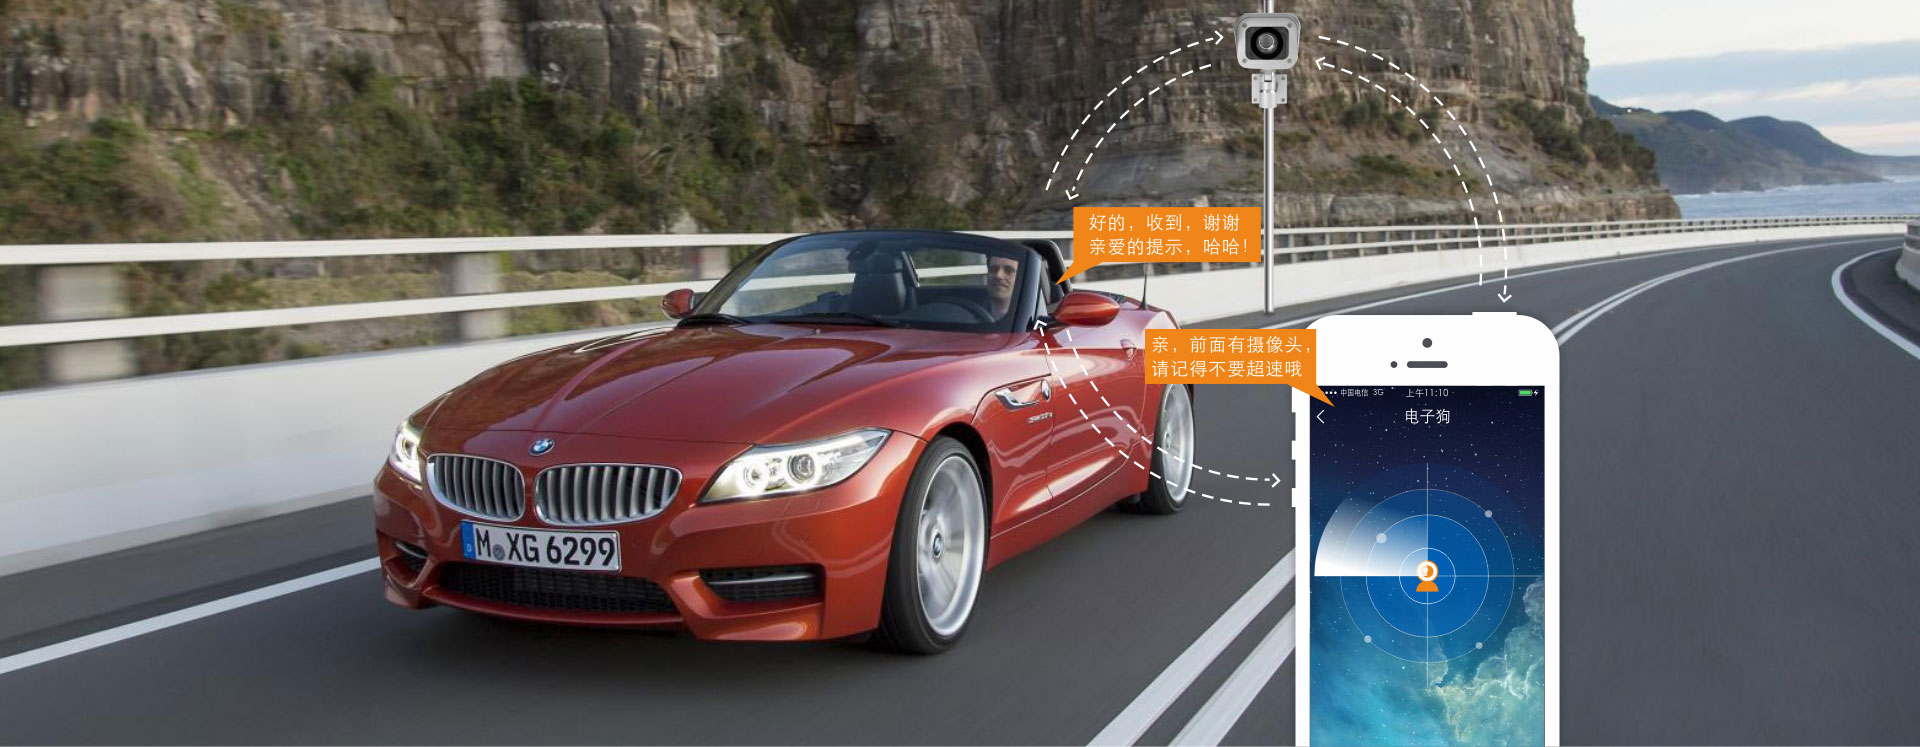 好的，收到，谢谢
亲爱的提示，哈哈！
亲，前面有摄像头，
请记得不要超速哦
中国电信 3G 上午11:10
电子狗
M XG 6299